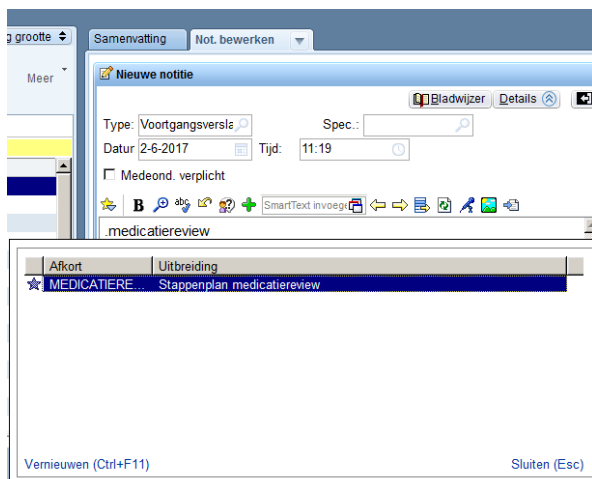 g grootte
Samenvatting
Not. bewerken
Meer
Nieuwe notitie
Bladwijzer
Details
Type: Voortgangsversla
Spec.:
Datur 2-6-2017
Tijd: 11:19
Medeond. verplicht
B abç SmartText invoege
.medicatiereview
Afkort Uitbreiding
MEDICATIERE... Stappenplan medicatiereview
Vernieuwen (Ctrl+F11)
Sluiten (Esc)